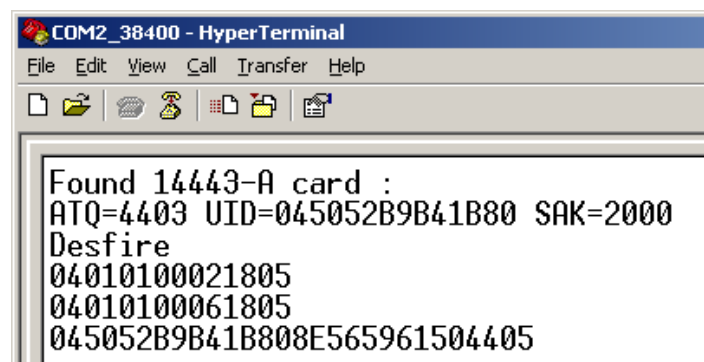 COM2_38400 - HyperTerminal
File Edit View Call Transfer Help
Found 14443-A card :
ATQ=4403 UID=045052B9B41B80 SAK=2000
Desfire
04010100021805
04010100061805
045052B9B41B808E565961504405